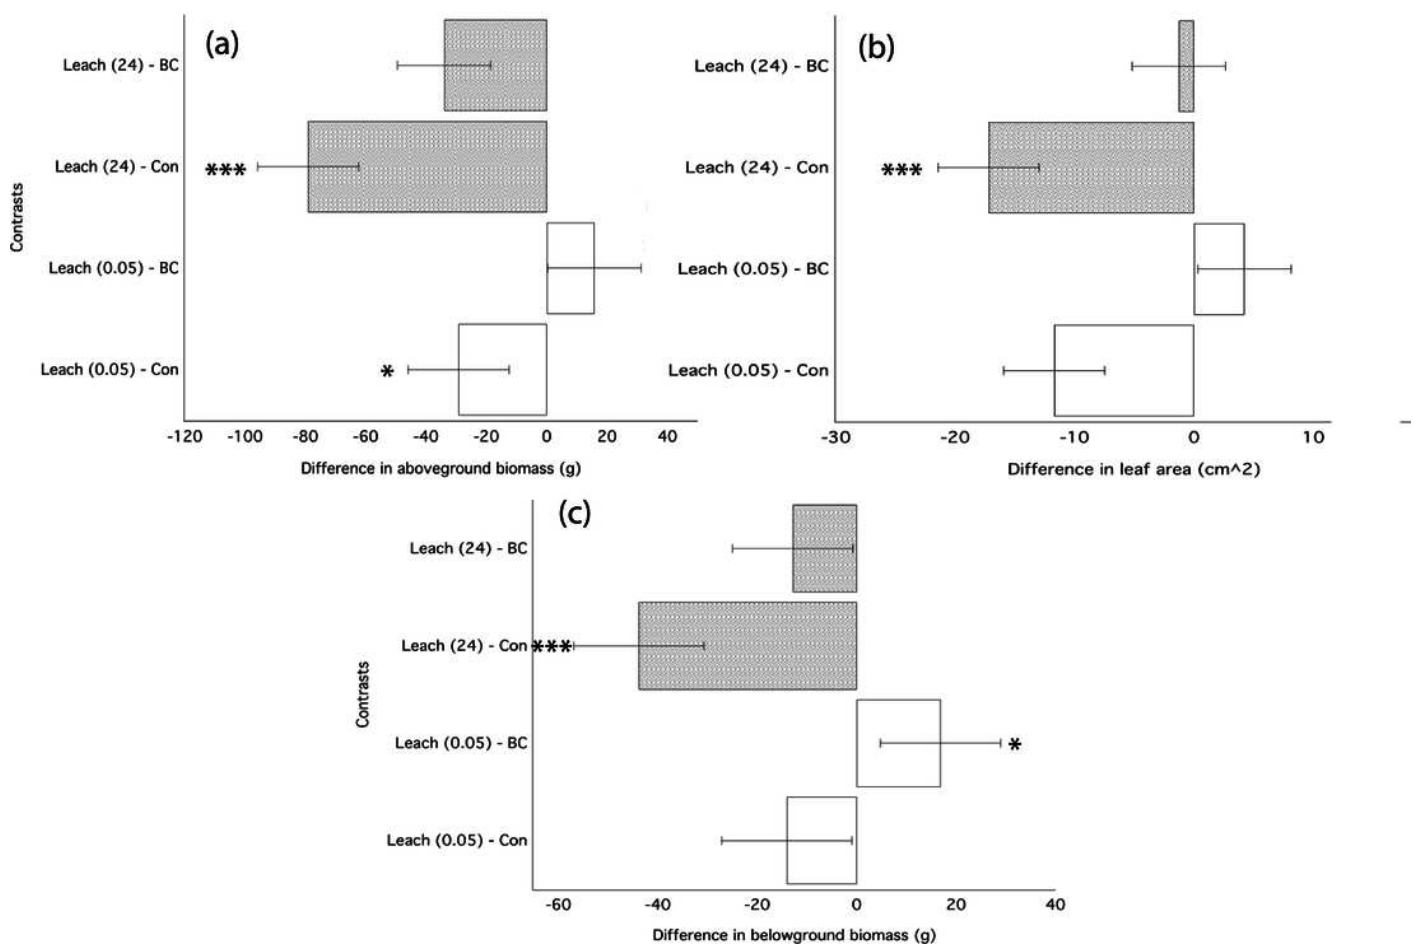 (a)
Contrasts
Leach (24) - BC
Leach (24) - Con
***
Leach (0.05) - BC
Leach (0.05) - Con
*
-120 -100 -80 -60 -40 -20 0 20 40
Difference in aboveground biomass (g)
(b)
Leach (24) - BC
Leach (24) - Con
***
Leach (0.05) - BC
Leach (0.05) - Con
-30 -20 -10 0 10
Difference in leaf area (cm^2)
(c)
Contrasts
Leach (24) - BC
Leach (24) - Con
***
Leach (0.05) - BC
*
Leach (0.05) - Con
-60 -40 -20 0 20 40
Difference in belowground biomass (g)